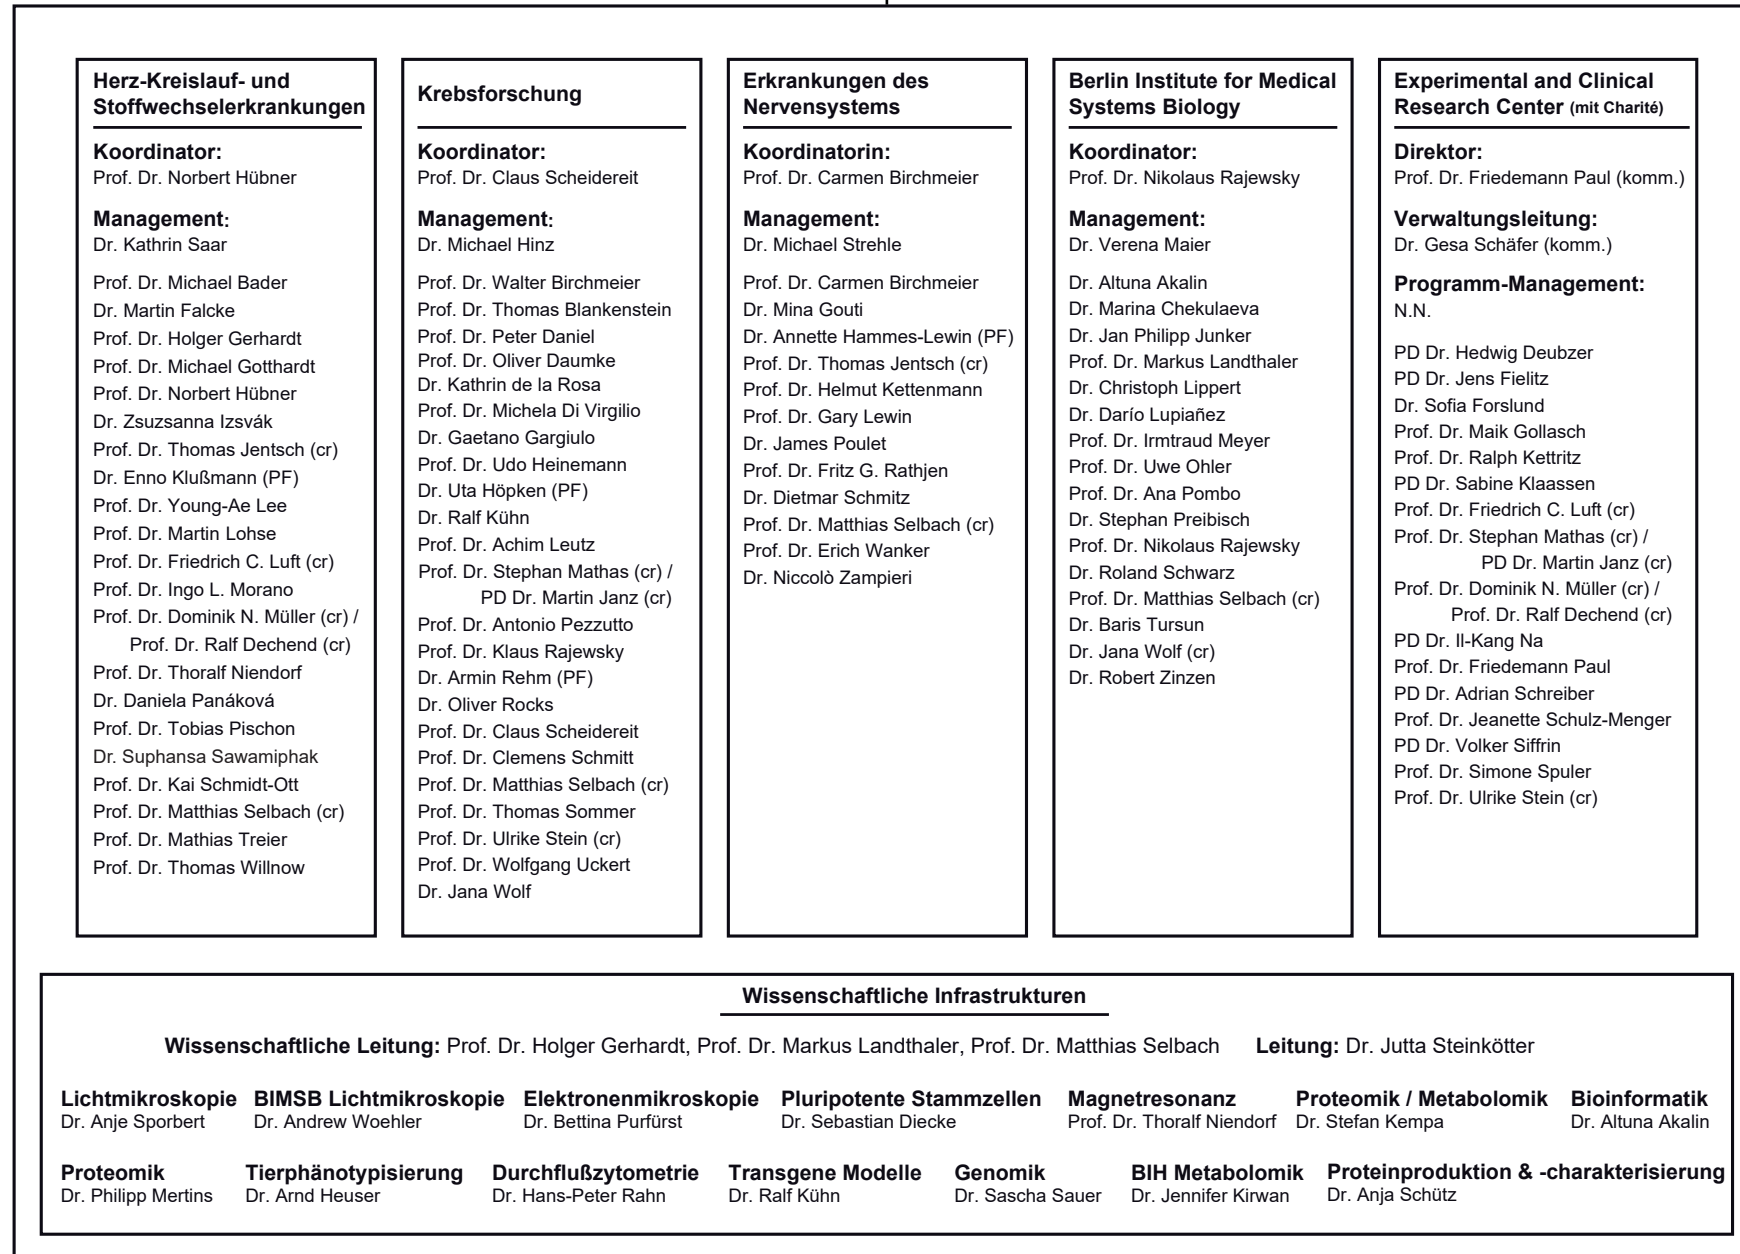 Herz-Kreislauf- und
Stoffwechselerkrankungen
Koordinator:
Prof. Dr. Norbert Hübner
Management:
Dr. Kathrin Saar
Prof. Dr. Michael Bader
Dr. Martin Falcke
Prof. Dr. Holger Gerhardt
Prof. Dr. Michael Gotthardt
Prof. Dr. Norbert Hübner
Dr. Zsuzsanna Izsvák
Prof. Dr. Thomas Jentsch (cr)
Dr. Enno Klußmann (PF)
Prof. Dr. Young-Ae Lee
Prof. Dr. Martin Lohse
Prof. Dr. Friedrich C. Luft (cr)
Prof. Dr. Ingo L. Morano
Prof. Dr. Dominik N. Müller (cr) /
Prof. Dr. Ralf Dechend (cr)
Prof. Dr. Thoralf Niendorf
Dr. Daniela Panáková
Prof. Dr. Tobias Pischon
Dr. Suphansa Sawamiphak
Prof. Dr. Kai Schmidt-Ott
Prof. Dr. Matthias Selbach (cr)
Prof. Dr. Mathias Treier
Prof. Dr. Thomas Willnow
Krebsforschung
Koordinator:
Prof. Dr. Claus Scheidereit
Management:
Dr. Michael Hinz
Prof. Dr. Walter Birchmeier
Prof. Dr. Thomas Blankenstein
Prof. Dr. Peter Daniel
Prof. Dr. Oliver Daumke
Dr. Kathrin de la Rosa
Prof. Dr. Michela Di Virgilio
Dr. Gaetano Gargiulo
Prof. Dr. Udo Heinemann
Dr. Uta Höpken (PF)
Dr. Ralf Kühn
Prof. Dr. Achim Leutz
Prof. Dr. Stephan Mathas (cr) /
PD Dr. Martin Janz (cr)
Prof. Dr. Antonio Pezzutto
Prof. Dr. Klaus Rajewsky
Dr. Armin Rehm (PF)
Dr. Oliver Rocks
Prof. Dr. Claus Scheidereit
Prof. Dr. Clemens Schmitt
Prof. Dr. Matthias Selbach (cr)
Prof. Dr. Thomas Sommer
Prof. Dr. Ulrike Stein (cr)
Prof. Dr. Wolfgang Uckert
Dr. Jana Wolf
Erkrankungen des
Nervensystems
Koordinatorin:
Prof. Dr. Carmen Birchmeier
Management:
Dr. Michael Strehle
Prof. Dr. Carmen Birchmeier
Dr. Mina Gouti
Dr. Annette Hammes-Lewin (PF)
Prof. Dr. Thomas Jentsch (cr)
Prof. Dr. Helmut Kettenmann
Prof. Dr. Gary Lewin
Dr. James Poulet
Prof. Dr. Fritz G. Rathjen
Dr. Dietmar Schmitz
Prof. Dr. Matthias Selbach (cr)
Prof. Dr. Erich Wanker
Dr. Niccolò Zampieri
Berlin Institute for Medical
Systems Biology
Koordinator:
Prof. Dr. Nikolaus Rajewsky
Management:
Dr. Verena Maier
Dr. Altuna Akalin
Dr. Marina Chekulaeva
Dr. Jan Philipp Junker
Prof. Dr. Markus Landthaler
Dr. Christoph Lippert
Dr. Darío Lupiañez
Prof. Dr. Irmtraud Meyer
Prof. Dr. Uwe Ohler
Prof. Dr. Ana Pombo
Dr. Stephan Preibisch
Prof. Dr. Nikolaus Rajewsky
Dr. Roland Schwarz
Prof. Dr. Matthias Selbach (cr)
Dr. Baris Tursun
Dr. Jana Wolf (cr)
Dr. Robert Zinzen
Experimental and Clinical
Research Center (mit Charité)
Direktor:
Prof. Dr. Friedemann Paul (komm.)
Verwaltungsleitung:
Dr. Gesa Schäfer (komm.)
Programm-Management:
N.N.
PD Dr. Hedwig Deubzer
PD Dr. Jens Fielitz
Dr. Sofia Forslund
Prof. Dr. Maik Gollasch
Prof. Dr. Ralph Kettritz
PD Dr. Sabine Klaassen
Prof. Dr. Friedrich C. Luft (cr)
Prof. Dr. Stephan Mathas (cr) /
PD Dr. Martin Janz (cr)
Prof. Dr. Dominik N. Müller (cr) /
Prof. Dr. Ralf Dechend (cr)
PD Dr. Il-Kang Na
Prof. Dr. Friedemann Paul
PD Dr. Adrian Schreiber
Prof. Dr. Jeanette Schulz-Menger
PD Dr. Volker Siffrin
Prof. Dr. Simone Spuler
Prof. Dr. Ulrike Stein (cr)
Wissenschaftliche Infrastrukturen
Wissenschaftliche Leitung: Prof. Dr. Holger Gerhardt, Prof. Dr. Markus Landthaler, Prof. Dr. Matthias Selbach Leitung: Dr. Jutta Steinkötter
Lichtmikroskopie BIMSB Lichtmikroskopie Elektronenmikroskopie Pluripotente Stammzellen Magnetresonanz Proteomik / Metabolomik Bioinformatik
Dr. Anje Sporbert Dr. Andrew Woehler Dr. Bettina Purfürst Dr. Sebastian Diecke Prof. Dr. Thoralf Niendorf Dr. Stefan Kempa Dr. Altuna Akalin
Proteomik Tierphänotypisierung Durchflußzytometrie Transgene Modelle Genomik BIH Metabolomik Proteinproduktion & -charakterisierung
Dr. Philipp Mertins Dr. Arnd Heuser Dr. Hans-Peter Rahn Dr. Ralf Kühn Dr. Sascha Sauer Dr. Jennifer Kirwan Dr. Anja Schütz